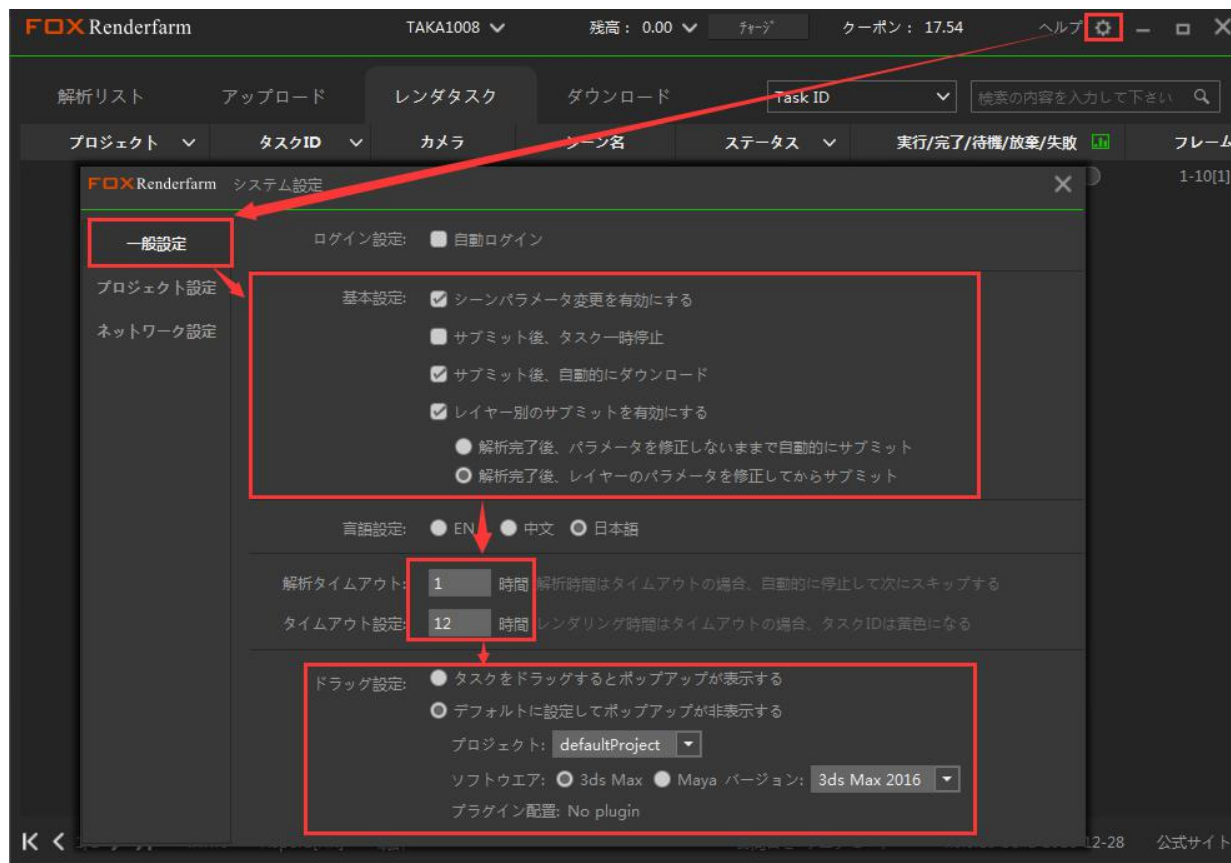 FOX Renderfarm TAKA1008 残高: 0.00 ﾁｬｰｼﾞ クーポン: 17.54 ヘルプ
解析リスト アップロード レンダタスク ダウンロード Task ID 検索の内容を入力して下さい
プロジェクト タスクID カメラ シーン名 ステータス 実行/完了/待機/放棄/失敗 フレーム
1-10[1]
FOX Renderfarm システム設定
一般設定
プロジェクト設定
ネットワーク設定
ログイン設定: 自動ログイン
基本設定: シーンパラメータ変更を有効にする
サブミット後、タスク一時停止
サブミット後、自動的にダウンロード
レイヤー別のサブミットを有効にする
解析完了後、パラメータを修正しないままで自動的にサブミット
解析完了後、レイヤーのパラメータを修正してからサブミット
言語設定: EN 中文 日本語
解析タイムアウト: 1 時間 解析時間はタイムアウトの場合、自動的に停止して次にスキップする
タイムアウト設定: 12 時間 レンダリング時間はタイムアウトの場合、タスクIDは黄色になる
ドラッグ設定: タスクをドラッグするとポップアップが表示する
デフォルトに設定してポップアップが非表示する
プロジェクト: defaultProject
ソフトウエア: 3ds Max Maya バージョン: 3ds Max 2016
プラグイン配置: No plugin
12-28 公式サイト